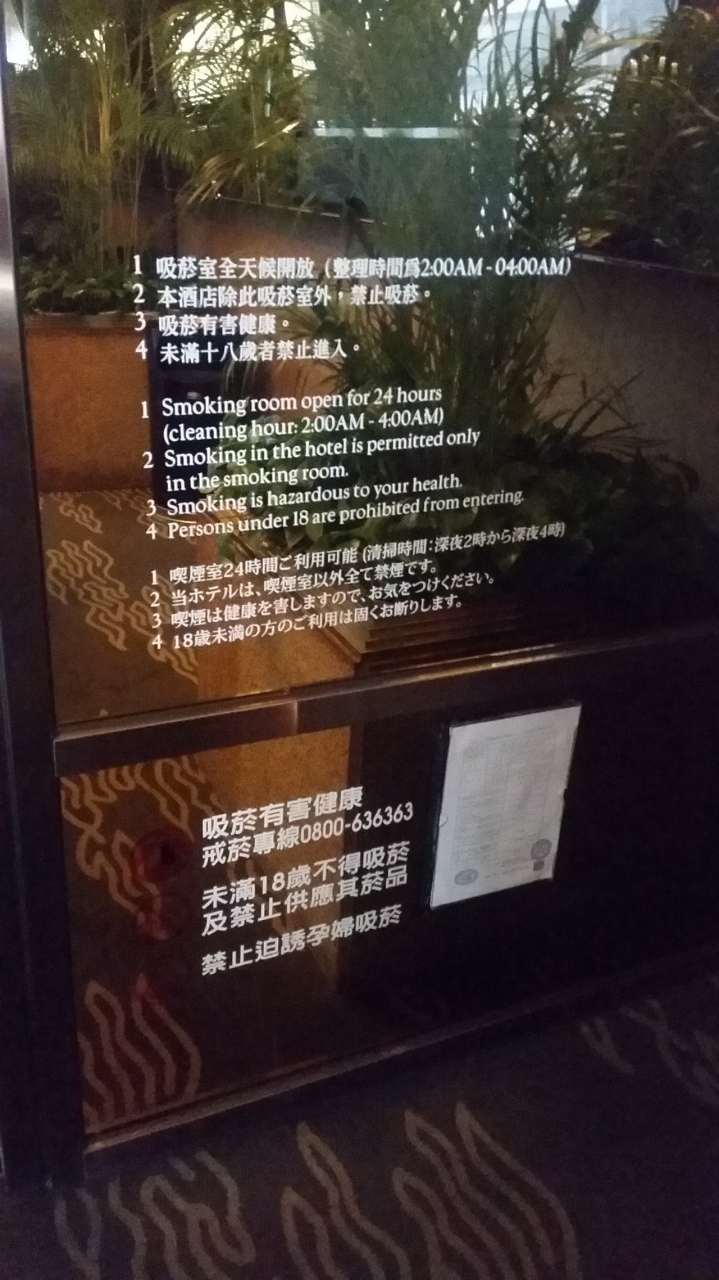 1 吸菸室全天候開放（整理時間爲2:00AM - 04:00AM）
2 本酒店除此吸菸室外，禁止吸菸。
3 吸菸有害健康。
4 未滿十八歲者禁止進入。
1 Smoking room open for 24 hours
(cleaning hour: 2:00AM - 4:00AM)
2 Smoking in the hotel is permitted only
in the smoking room.
3 Smoking is hazardous to your health.
4 Persons under 18 are prohibited from entering.
1 喫煙室24時間ご利用可能 (清掃時間：深夜2時から深夜4時)
2 当ホテルは、喫煙室以外全て禁煙です。
3 喫煙は健康を害しますので、お気をつけください。
4 18歳未満の方のご利用は固くお断りします。
吸菸有害健康
戒菸專線0800-636363
未滿18歲不得吸菸
及禁止供應其菸品
禁止迫誘孕婦吸菸